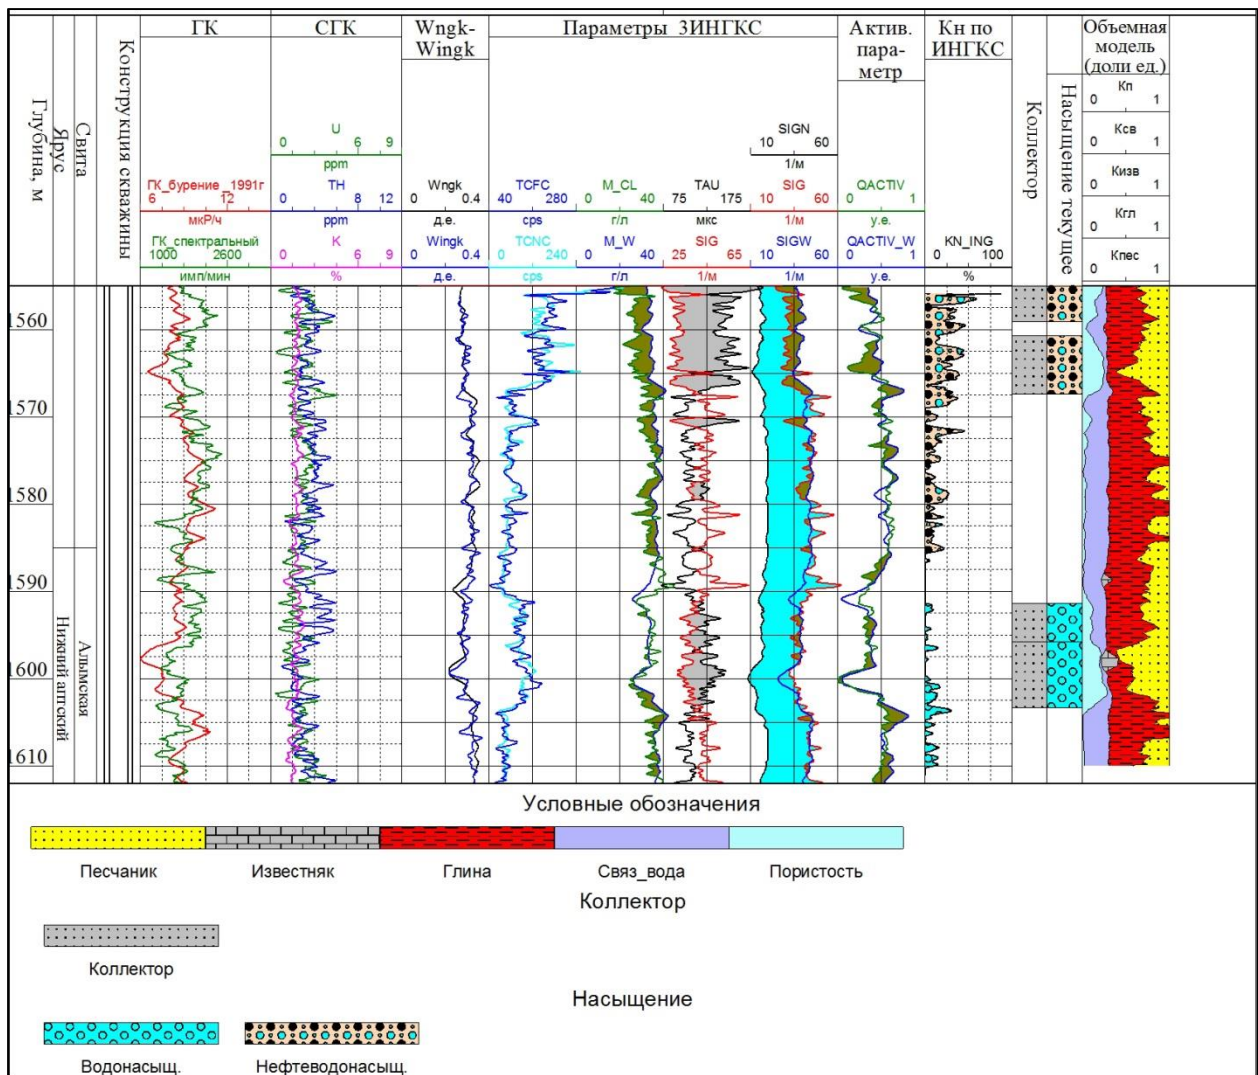 ГК
СГК
Wngk-
Wingk
Параметры 3ИНГКС
Актив.
пара-
метр
Кн по
ИНГКС
Объемная
модель
(доли ед.)
Глубина, м
Ярус
Свита
Конструкция скважины
Коллектор
Насыщение текущее
Кп
0 1
Ксв
0 1
Кизв
0 1
Кгл
0 1
Кпес
0 1
U
0 6 9
ppm
SIGN
10 60
1/м
ГК_бурение_1991г
6 12
мкР/ч
TH
0 8 12
ppm
Wngk
0 0.4
д.е.
TCFC
40 280
cps
M_CL
40
г/л
TAU
75 175
мкс
SIG
10 60
1/м
QACTIV
1
у.е.
ГК_спектральный
1000 2600
имп/мин
K
0 6 9
%
Wingk
0 0.4
д.е.
TCNC
0 240
cps
M_W
0 40
г/л
SIG
25 65
1/м
SIGW
10 60
1/м
QACTIV_W
0 1
у.е.
KN_ING
0 100
%
1560
1570
1580
1590
1600
1610
Нижний аптский
Алымская
Условные обозначения
Песчаник
Известняк
Глина
Связ_вода
Пористость
Коллектор
Коллектор
Насыщение
Водонасыщ.
Нефтеводонасыщ.